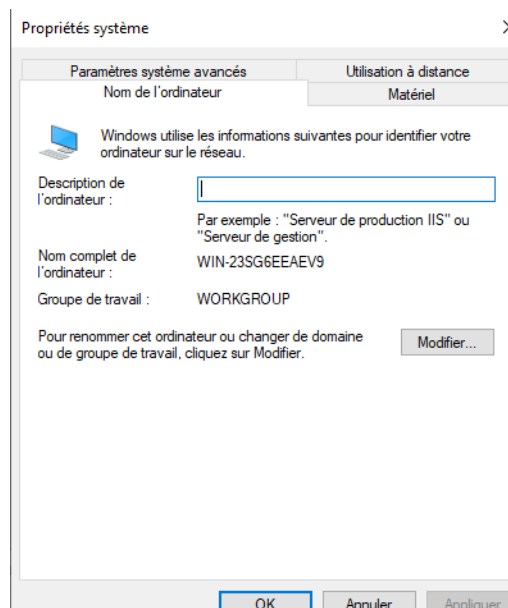 Propriétés système
Paramètres système avancés
Utilisation à distance
Nom de l'ordinateur
Matériel
Windows utilise les informations suivantes pour identifier votre
ordinateur sur le réseau.
Description de
l'ordinateur :
Par exemple : "Serveur de production IIS" ou
"Serveur de gestion".
Nom complet de
l'ordinateur :
WIN-23SG6EEAEV9
Groupe de travail :
WORKGROUP
Pour renommer cet ordinateur ou changer de domaine
ou de groupe de travail, cliquez sur Modifier.
Modifier...
OK
Annuler
Appliquer